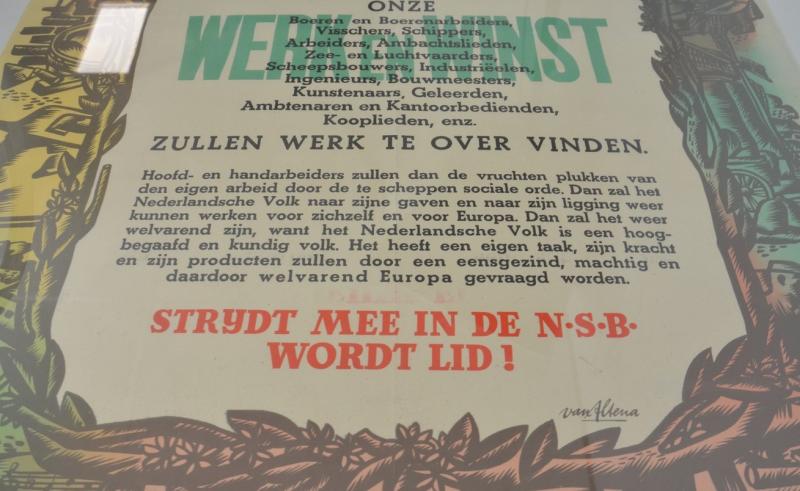 ONZE
Boeren en Boerenarbeiders,
Visschers, Schippers,
Arbeiders, Ambachtslieden,
Zee- en Luchtvaarders,
Scheepsbouwers, Industriëelen,
Ingenieurs, Bouwmeesters,
Kunstenaars, Geleerden,
Ambtenaren en Kantoorbedienden,
Kooplieden, enz.
ZULLEN WERK TE OVER VINDEN.
Hoofd- en handarbeiders zullen dan de vruchten plukken van
den eigen arbeid door de te scheppen sociale orde. Dan zal het
Nederlandsche Volk naar zijne gaven en naar zijn ligging weer
kunnen werken voor zichzelf en voor Europa. Dan zal het weer
welvarend zijn, want het Nederlandsche Volk is een hoog-
begaafd en kundig volk. Het heeft een eigen taak, zijn kracht
en zijn producten zullen door een eensgezind, machtig en
daardoor welvarend Europa gevraagd worden.
STRIJDT MEE IN DE N·S·B·
WORDT LID!
van Altena